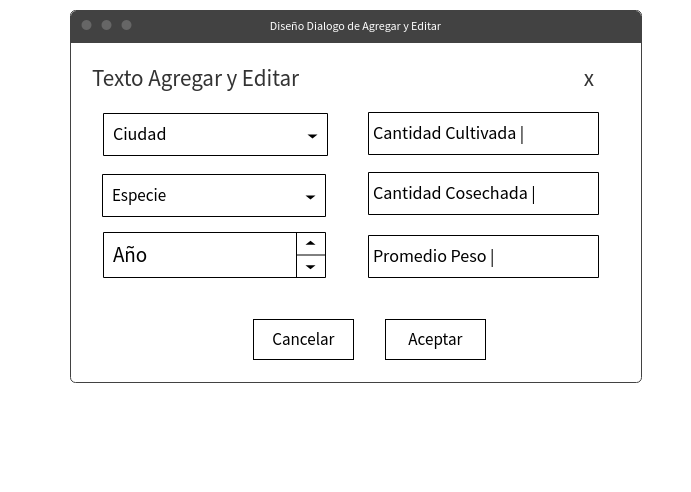 Diseño Dialogo de Agregar y Editar
Texto Agregar y Editar
x
Ciudad
Cantidad Cultivada |
Especie
Cantidad Cosechada |
Año
Promedio Peso |
Cancelar
Aceptar